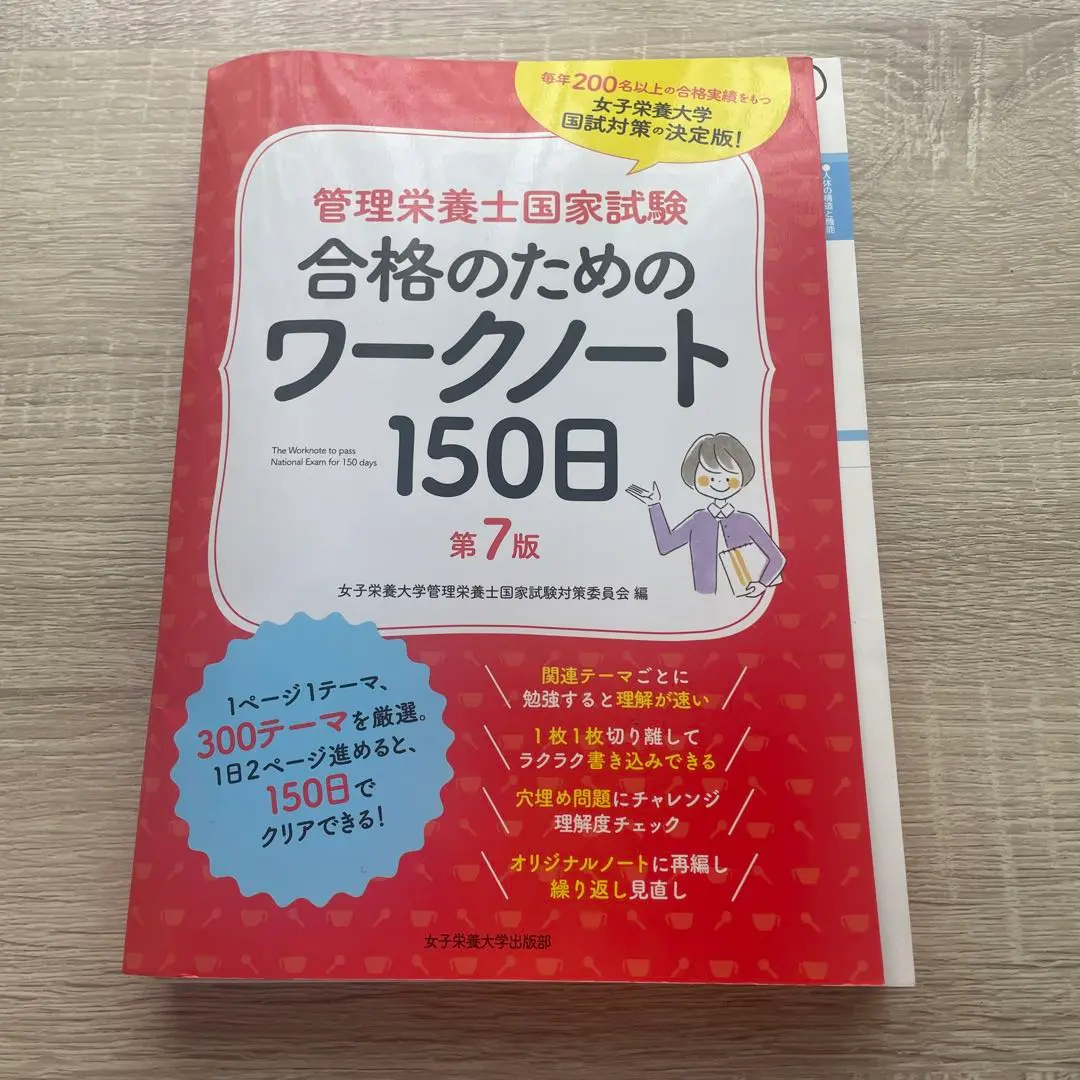 毎年200名以上の合格実績をもつ
女子栄養大学
国試対策の決定版!
管理栄養士国家試験
合格のための
ワークノート
150日
The Worknote to pass
National Exam for 150 days
第7版
女子栄養大学管理栄養士国家試験対策委員会 編
1ページ1テーマ、
300テーマを厳選。
1日2ページ進めると、
150日で
クリアできる!
関連テーマごとに
勉強すると理解が速い
1枚1枚切り離して
ラクラク書き込みできる
穴埋め問題にチャレンジ
理解度チェック
オリジナルノートに再編し
繰り返し見直し
女子栄養大学出版部
●人体の構造と機能